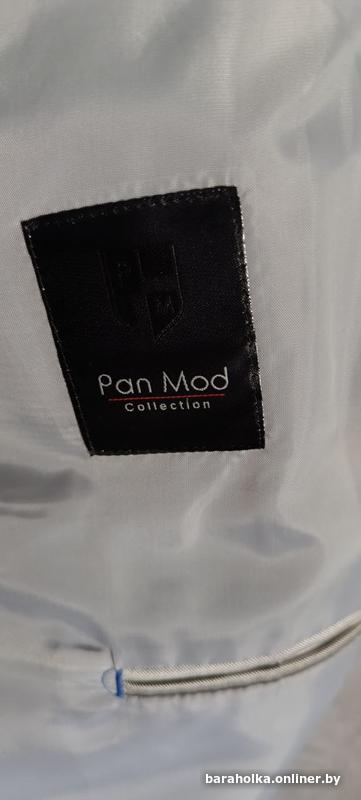 P
M
Pan Mod
Collection
baraholka.onliner.by